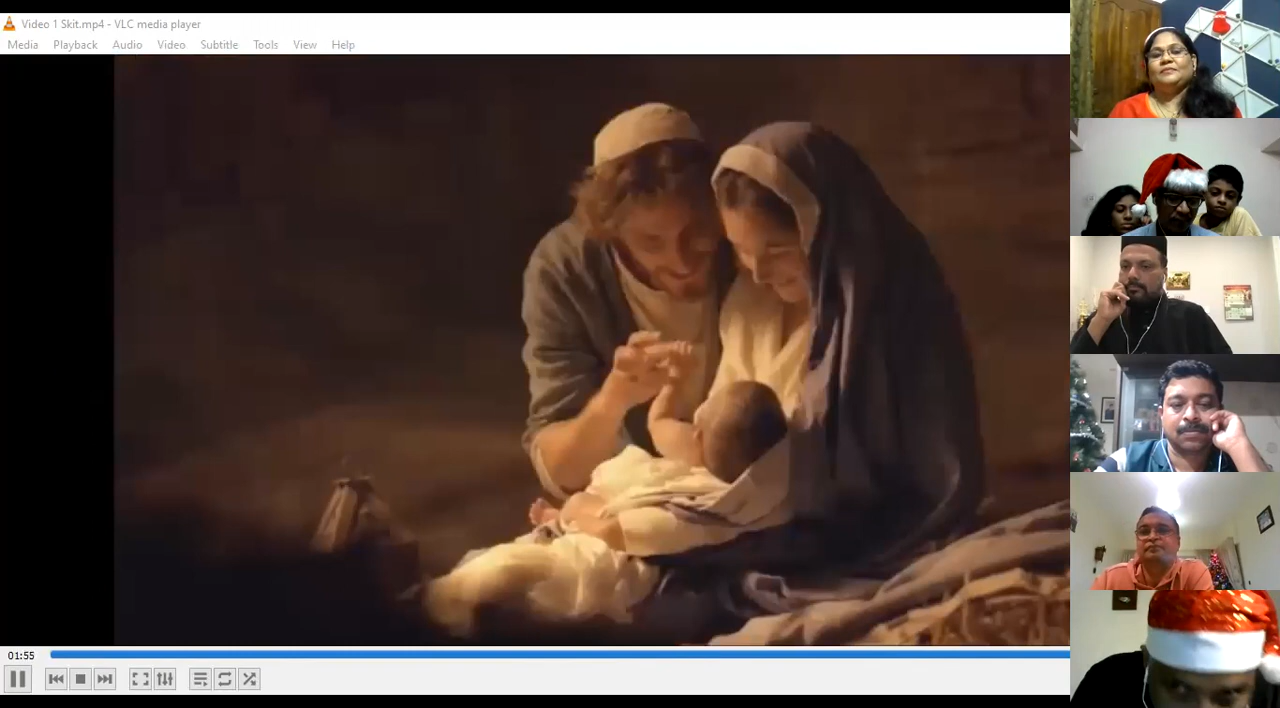 Video 1 Skit.mp4 - VLC media player
Media Playback Audio Video Subtitle Tools View Help
01:55